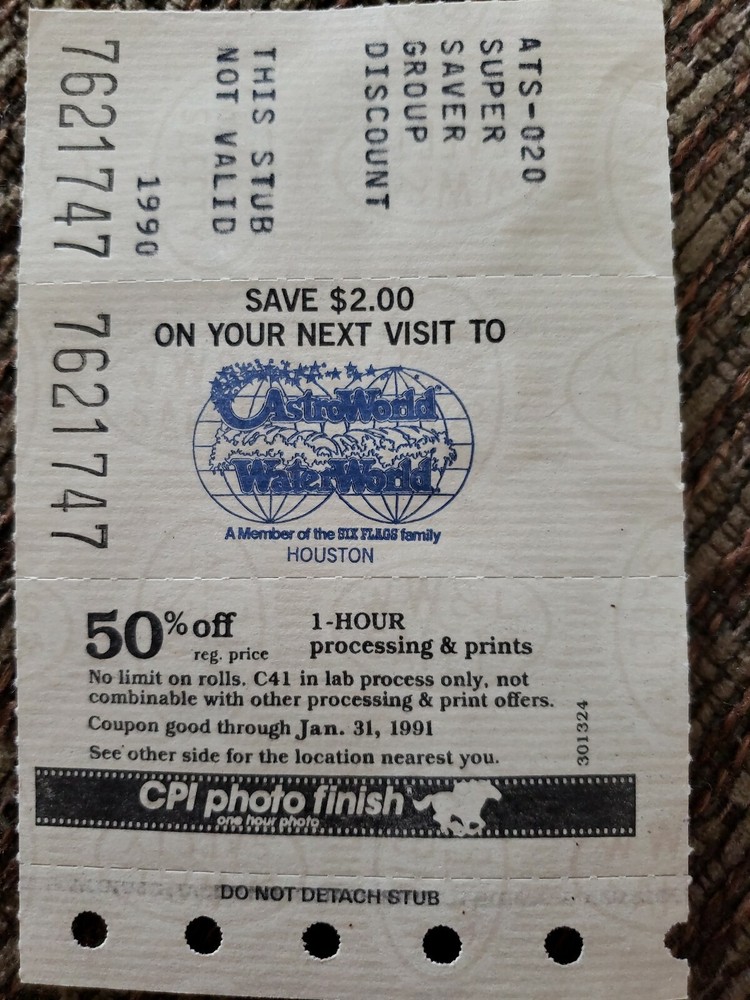 ATS-020
SUPER
SAVER
GROUP
DISCOUNT
THIS STUB
NOT VALID
1990
7621747
SAVE $2.00
ON YOUR NEXT VISIT TO
AstroWorld
WaterWorld
A Member of the SIX FLAGS family
HOUSTON
7621747
50% off
reg. price
1-HOUR
processing & prints
No limit on rolls. C41 in lab process only, not
combinable with other processing & print offers.
Coupon good through Jan. 31, 1991
See other side for the location nearest you.
301324
CPI photo finish
one hour photo
DO NOT DETACH STUB